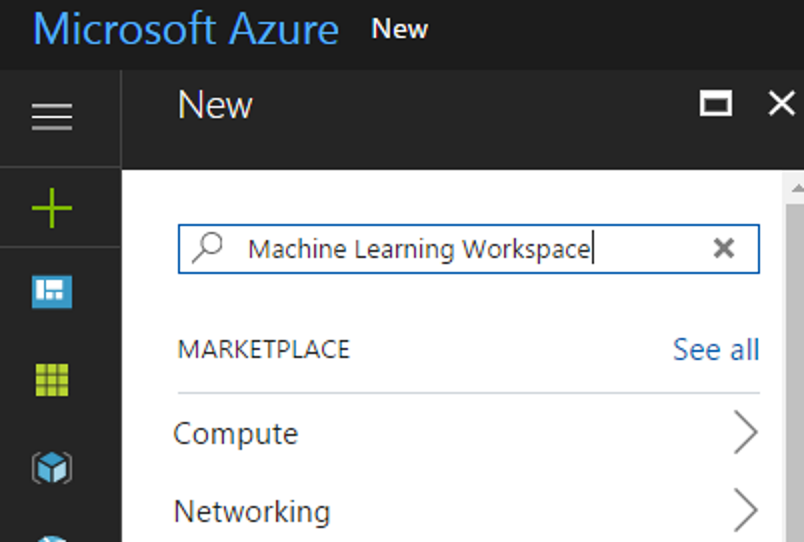 Microsoft Azure New
New
Machine Learning Workspace
MARKETPLACE See all
Compute
Networking